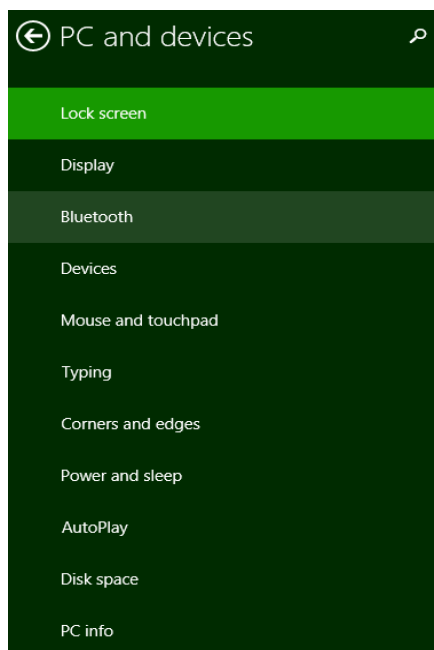 PC and devices
Lock screen
Display
Bluetooth
Devices
Mouse and touchpad
Typing
Corners and edges
Power and sleep
AutoPlay
Disk space
PC info